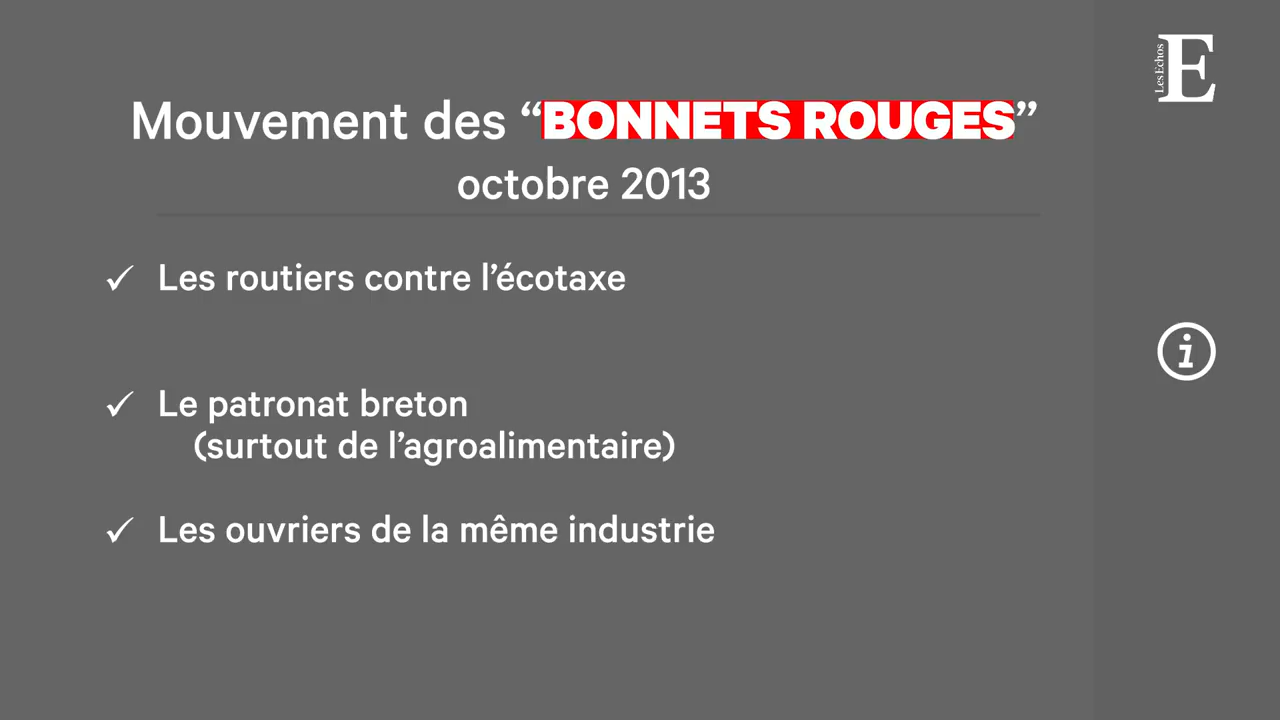 Les Echos
E
Mouvement des “BONNETS ROUGES”
octobre 2013
✓ Les routiers contre l’écotaxe
✓ Le patronat breton
(surtout de l’agroalimentaire)
✓ Les ouvriers de la même industrie
i